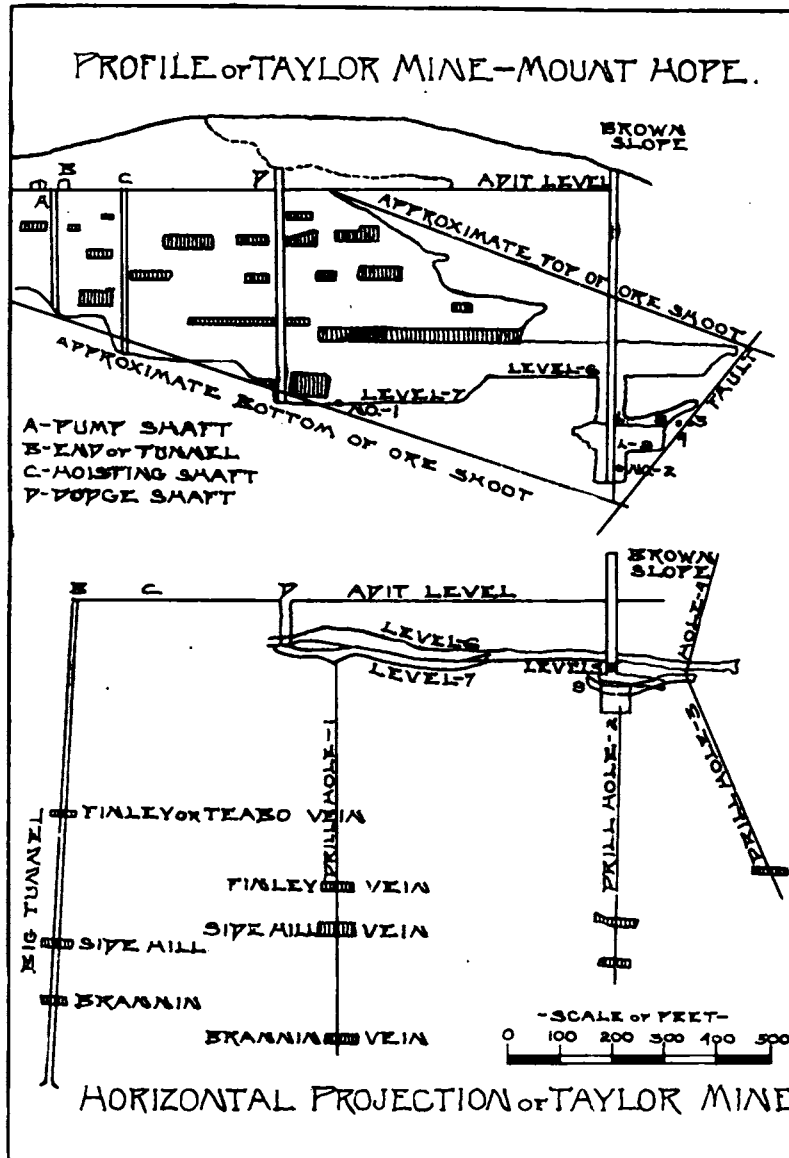 PROFILE OF TAYLOR MINE-MOUNT HOPE.
BROWN
SLOPE
B
C
D
ADIT LEVEL
A
APPROXIMATE TOP OF ORE SHOOT
LEVEL-6
LEVEL-7
NO-1
FAULT
APPROXIMATE BOTTOM OF ORE SHOOT
NO-2
A-PUMP SHAFT
B-END OF TUNNEL
C-HOISTING SHAFT
D-DODGE SHAFT
BROWN
SLOPE
B
C
D
ADIT LEVEL
HOLE-4
LEVEL-6
LEVEL-7
LEVEL
8
DRILL HOLE-1
DRILL HOLE-2
DRILL HOLE-3
BIG TUNNEL
FINLEY OR TEABO VEIN
FINLEY VEIN
SIDE HILL VEIN
SIDE HILL
BRANNIN
BRANNIN VEIN
-SCALE OF FEET-
0 100 200 300 400 500
HORIZONTAL PROJECTION OF TAYLOR MINE